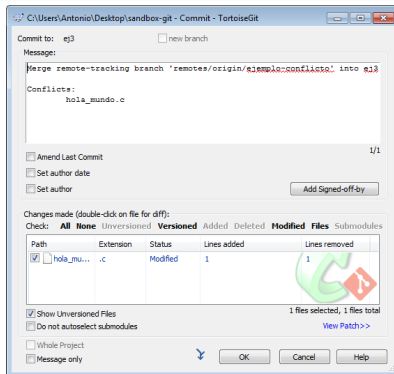 C:\Users\Antonio\Desktop\sandbox-git - Commit - TortoiseGit
Commit to: ej3 new branch
Message:
Merge remote-tracking branch 'remotes/origin/ejemplo-conflicto' into ej3
Conflicts:
hola_mundo.c
1/1
Amend Last Commit
Set author date
Set author Add Signed-off-by
Changes made (double-click on file for diff):
Check: All None Unversioned Versioned Added Deleted Modified Files Submodules
Path Extension Status Lines added Lines removed
hola_mu... .c Modified 1 1
Show Unversioned Files 1 files selected, 1 files total
Do not autoselect submodules View Patch>>
Whole Project
Message only OK Cancel Help